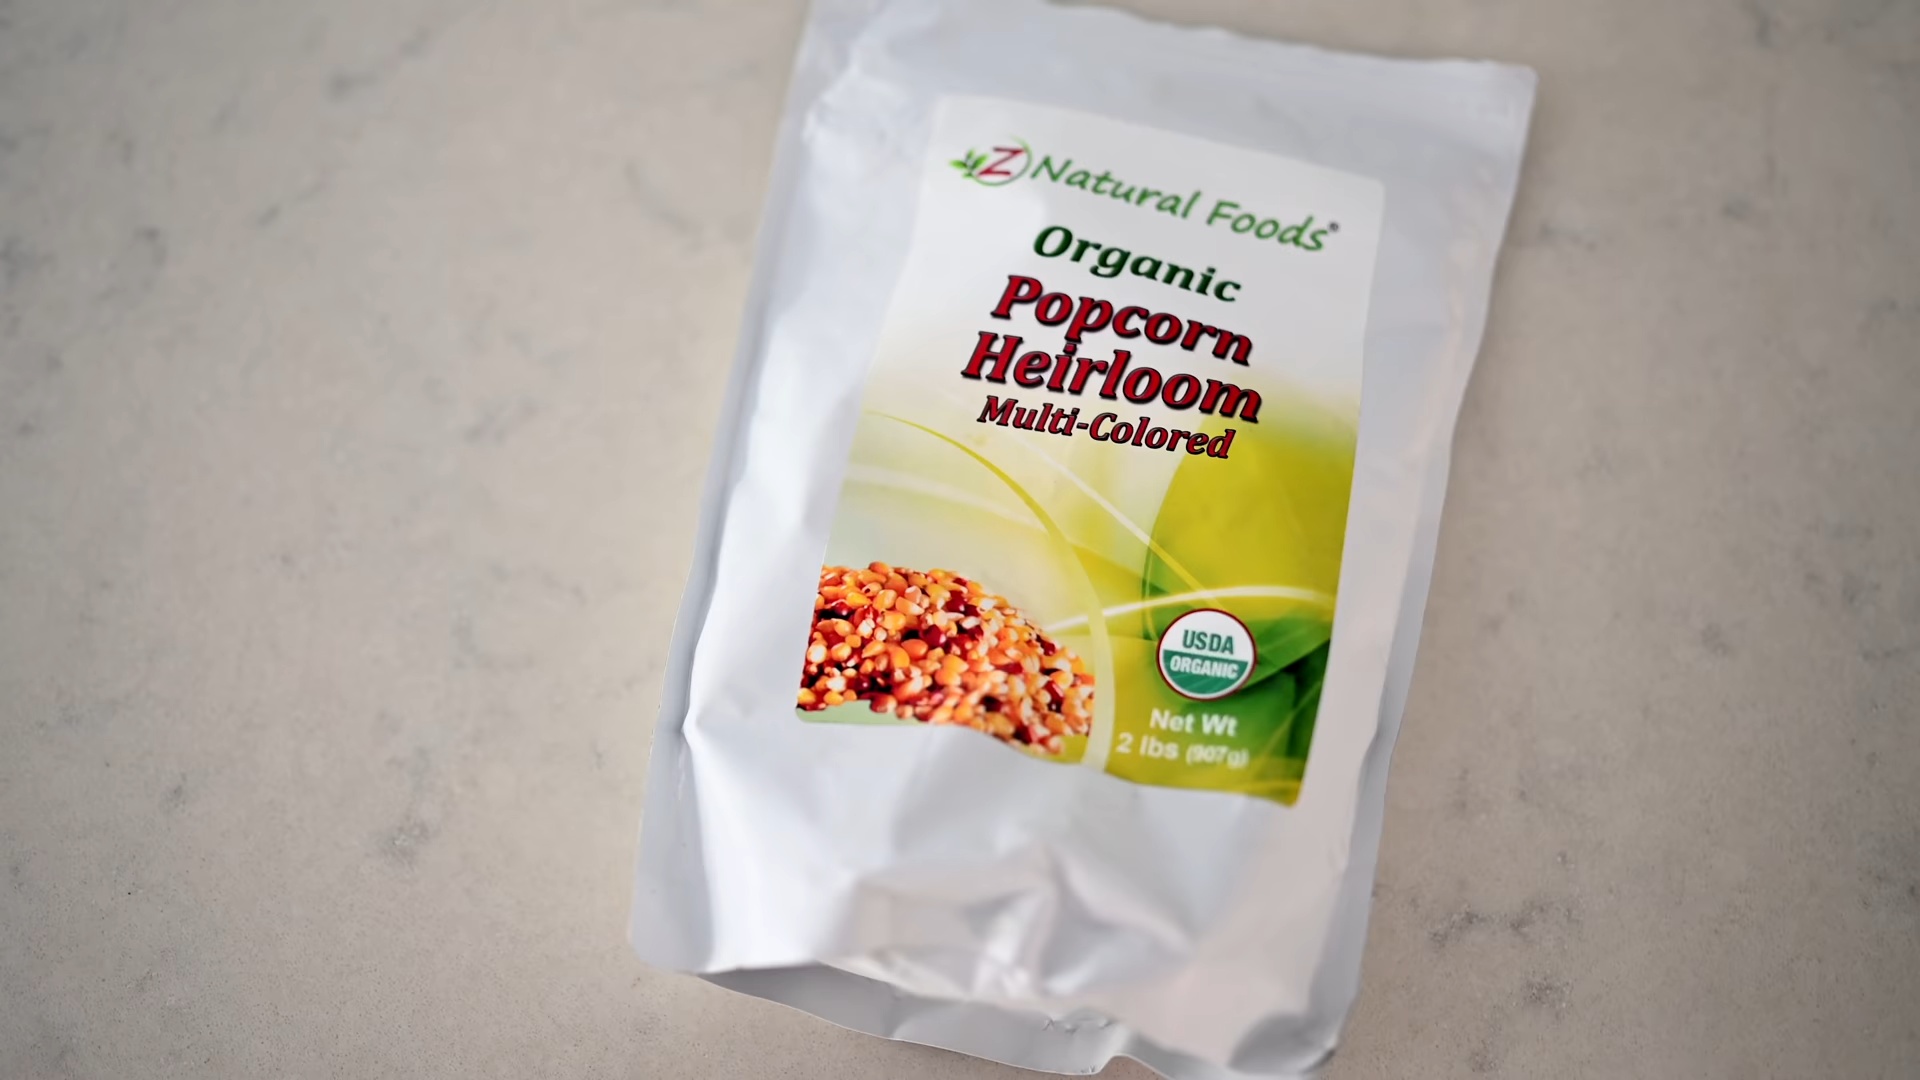 Z Natural Foods®
Organic
Popcorn
Heirloom
Multi-Colored
USDA
ORGANIC
Net Wt
2 lbs (907g)